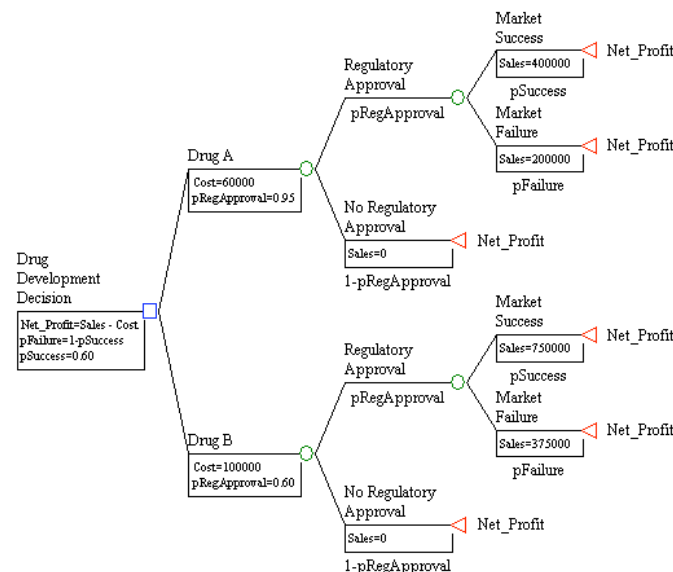 Market
Success
Sales=400000
Net_Profit
pSuccess
Regulatory
Approval
pRegApproval
Market
Failure
Sales=200000
Net_Profit
pFailure
Drug A
Cost=60000
pRegApproval=0.95
No Regulatory
Approval
Sales=0
Net_Profit
1-pRegApproval
Drug
Development
Decision
Net_Profit=Sales - Cost
pFailure=1-pSuccess
pSuccess=0.60
Market
Success
Sales=750000
Net_Profit
pSuccess
Regulatory
Approval
pRegApproval
Market
Failure
Sales=375000
Net_Profit
pFailure
Drug B
Cost=100000
pRegApproval=0.60
No Regulatory
Approval
Sales=0
Net_Profit
1-pRegApproval